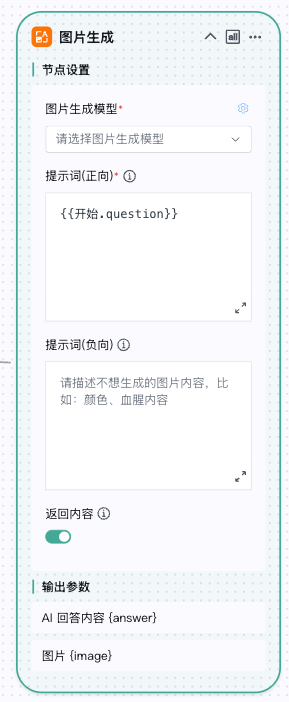 图片生成
节点设置
图片生成模型*
请选择图片生成模型
提示词(正向)*
{{开始.question}}
提示词(负向)
请描述不想生成的图片内容，比
如：颜色、血腥内容
返回内容
输出参数
AI 回答内容 {answer}
图片 {image}